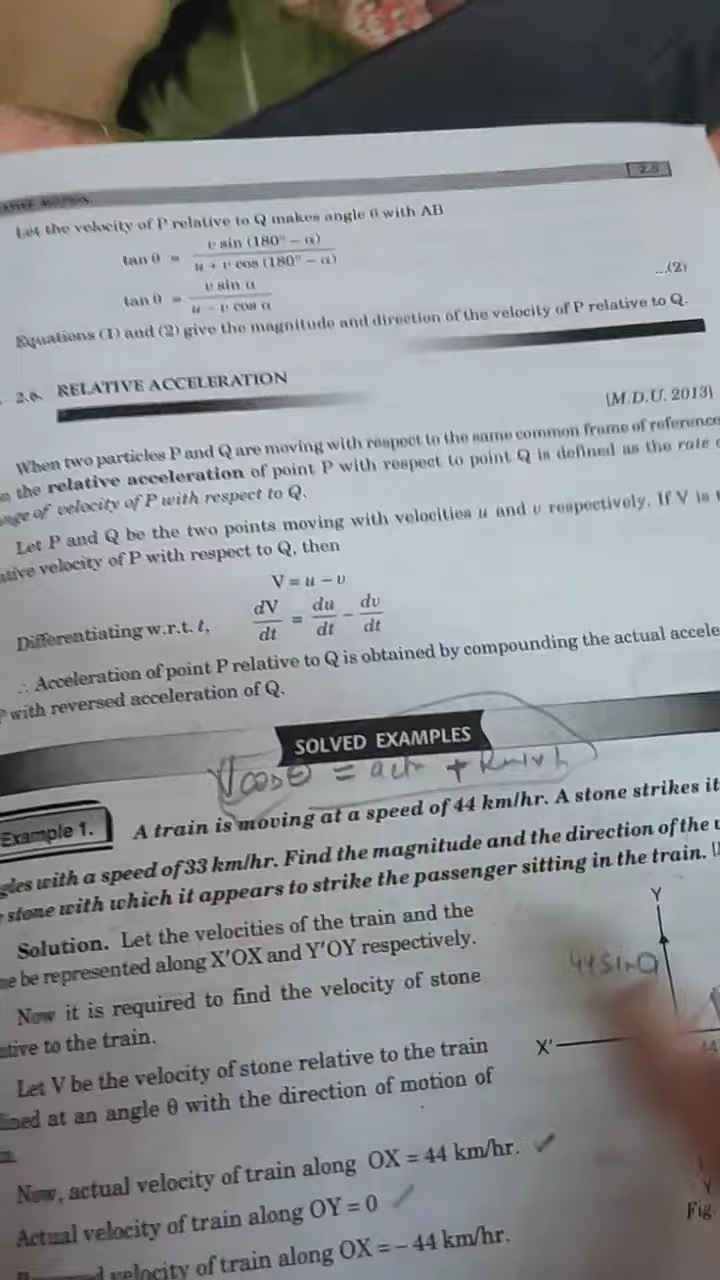 2.5
Let the velocity of P relative to Q makes angle θ with AB
tan θ = v sin (180° − α) / u + v cos (180° − α)
tan θ = v sin α / u − v cos α ...(2)
Equations (1) and (2) give the magnitude and direction of the velocity of P relative to Q.
2.6. RELATIVE ACCELERATION
[M.D.U. 2013]
When two particles P and Q are moving with respect to the same common frame of reference
the relative acceleration of point P with respect to point Q is defined as the rate
of velocity of P with respect to Q.
Let P and Q be the two points moving with velocities u and v respectively. If V is
velocity of P with respect to Q, then
V = u − v
Differentiating w.r.t. t, dV/dt = du/dt − dv/dt
∴ Acceleration of point P relative to Q is obtained by compounding the actual accele
with reversed acceleration of Q.
SOLVED EXAMPLES
Vcosθ =
Example 1. A train is moving at a speed of 44 km/hr. A stone strikes it
gles with a speed of 33 km/hr. Find the magnitude and the direction of the
stone with which it appears to strike the passenger sitting in the train.
Solution. Let the velocities of the train and the
be represented along X′OX and Y′OY respectively.
Now it is required to find the velocity of stone
ative to the train.
Let V be the velocity of stone relative to the train
ined at an angle θ with the direction of motion of
Now, actual velocity of train along OX = 44 km/hr.
Actual velocity of train along OY = 0
velocity of train along OX = − 44 km/hr.
Y
44sinθ
X′
44
Y
Fig